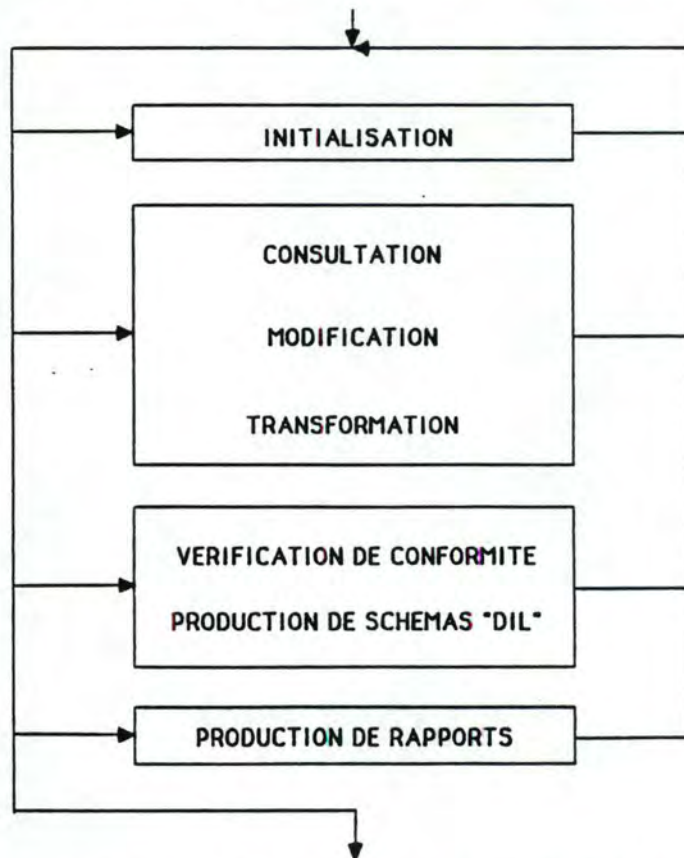 INITIALISATION
CONSULTATION
MODIFICATION
TRANSFORMATION
VERIFICATION DE CONFORMITE
PRODUCTION DE SCHEMAS "DIL"
PRODUCTION DE RAPPORTS